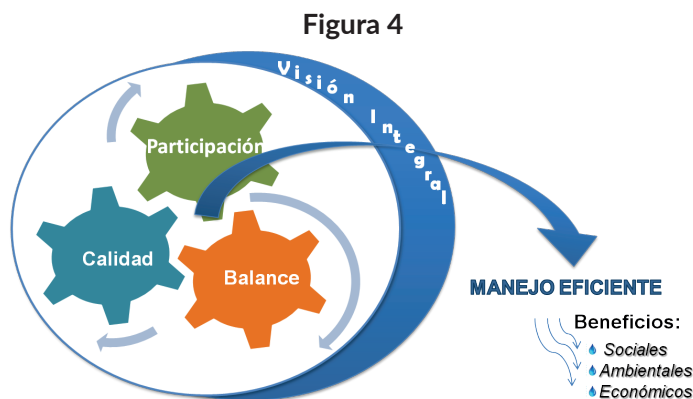 Figura 4
Visión Integral
Participación
Calidad
Balance
MANEJO EFICIENTE
Beneficios:
Sociales
Ambientales
Económicos